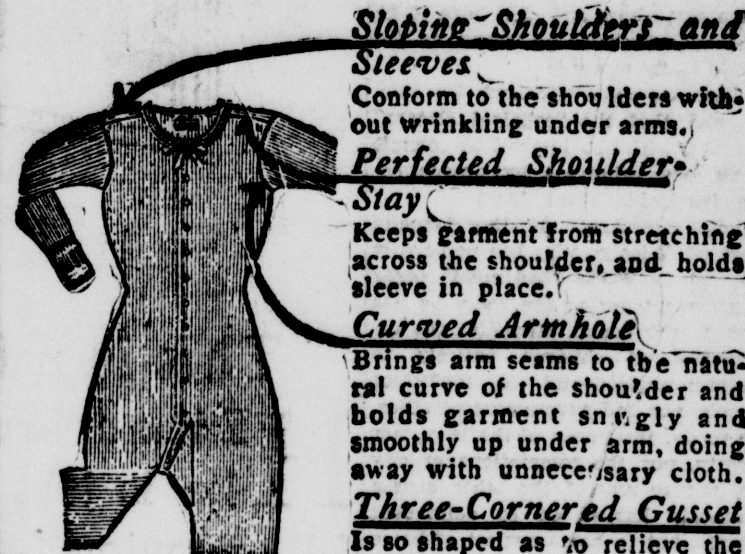 Sloping Shoulders and
Sleeves
Conform to the shoulders with-
out wrinkling under arms.
Perfected Shoulder-
Stay
Keeps garment from stretching
across the shoulder, and holds
sleeve in place.
Curved Armhole
Brings arm seams to the natu-
ral curve of the shoulder and
holds garment snugly and
smoothly up under arm, doing
away with unnecessary cloth.
Three-Cornered Gusset
Is so shaped as to relieve the